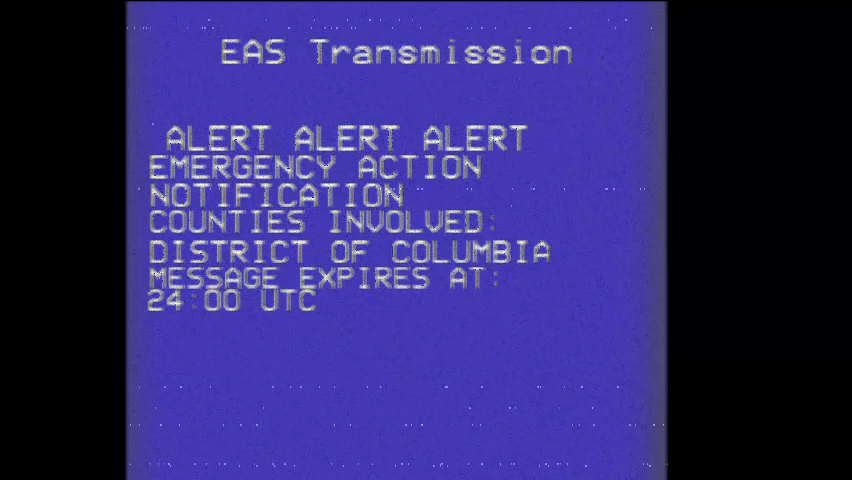 EAS Transmission
ALERT ALERT ALERT
EMERGENCY ACTION
NOTIFICATION
COUNTIES INVOLVED:
DISTRICT OF COLUMBIA
MESSAGE EXPIRES AT:
24:00 UTC